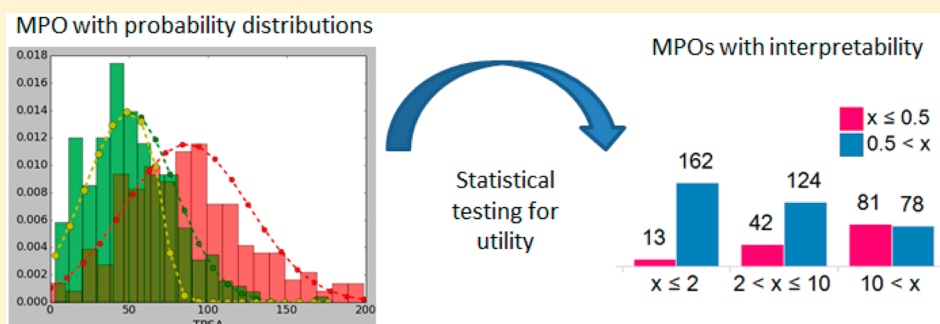 MPO with probability distributions
0.018
0.016
0.014
0.012
0.010
0.008
0.006
0.004
0.002
0.000
0 50 100 150 200
TPSA
Statistical
testing for
utility
MPOs with interpretability
x ≤ 0.5
0.5 < x
13 162 42 124 81 78
x ≤ 2 2 < x ≤ 10 10 < x